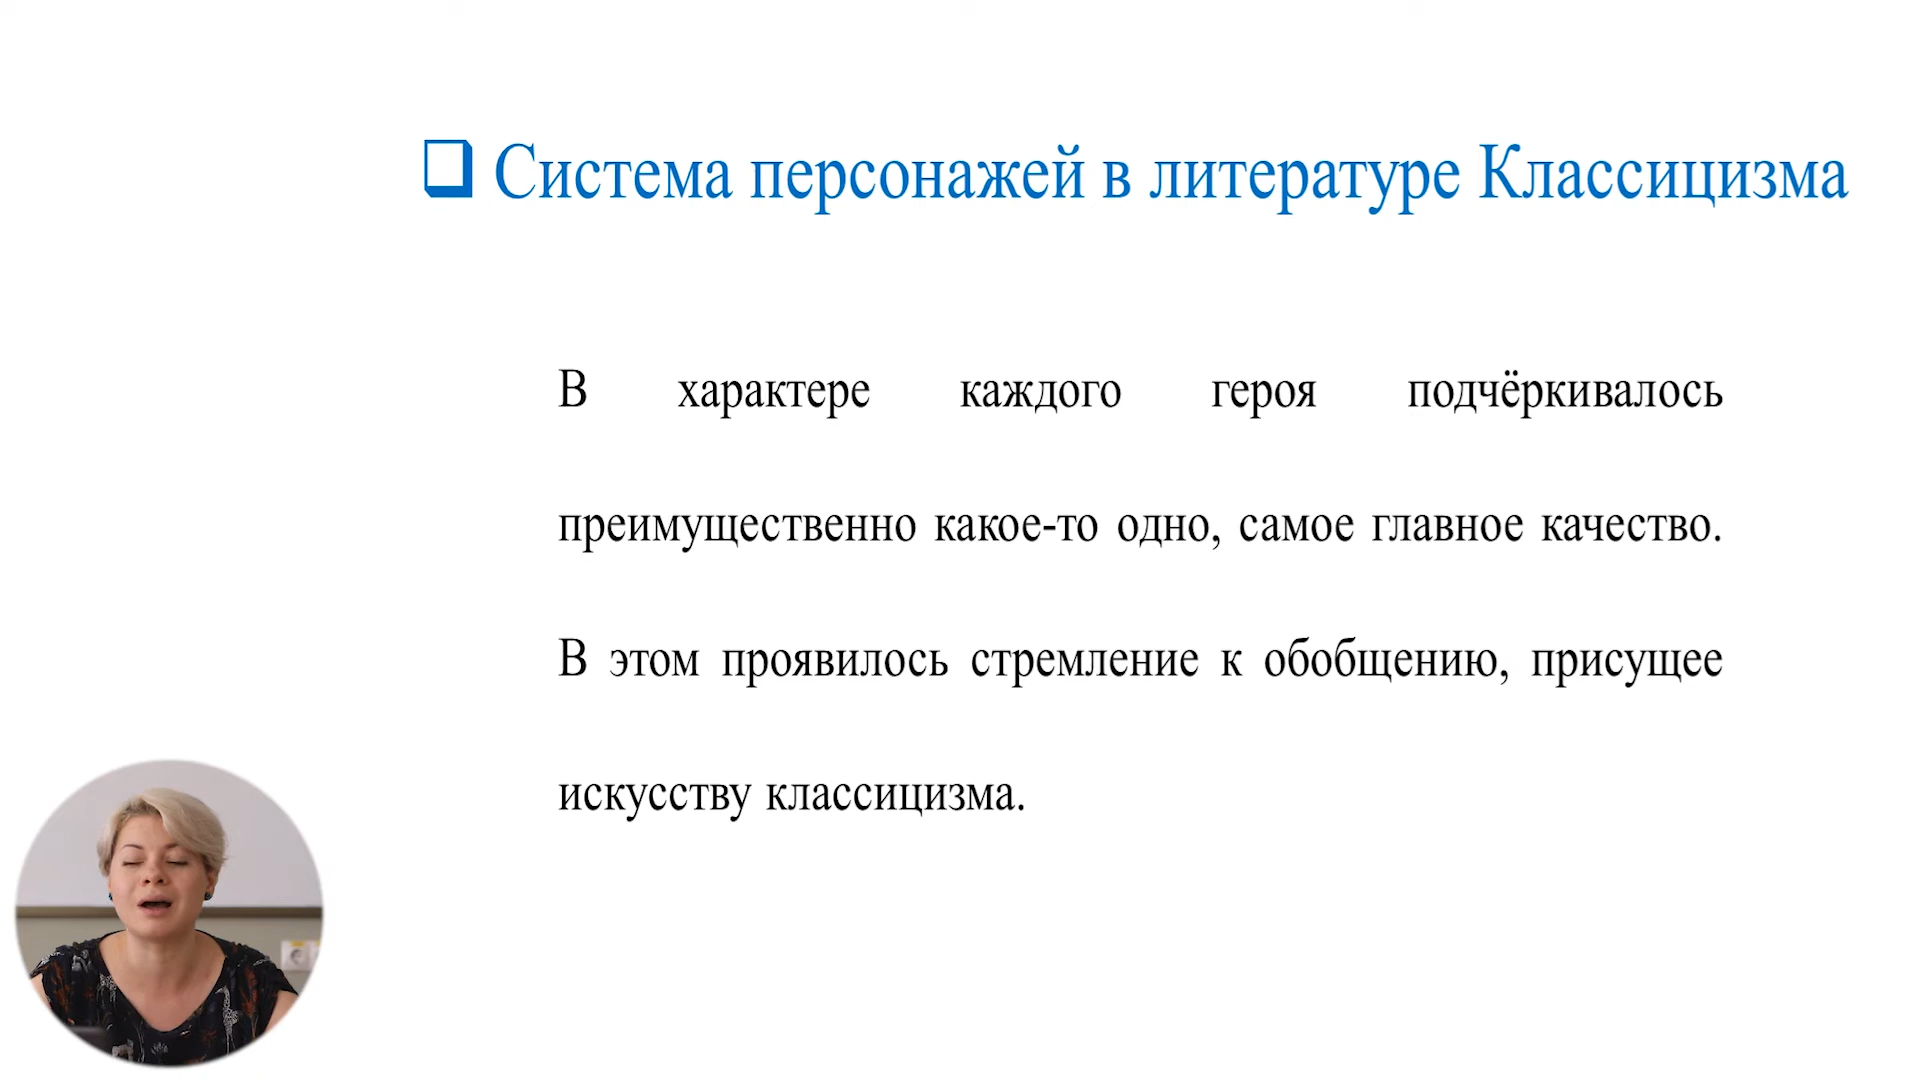 Система персонажей в литературе Классицизма
В характере каждого героя подчёркивалось
преимущественно какое-то одно, самое главное качество.
В этом проявилось стремление к обобщению, присущее
искусству классицизма.